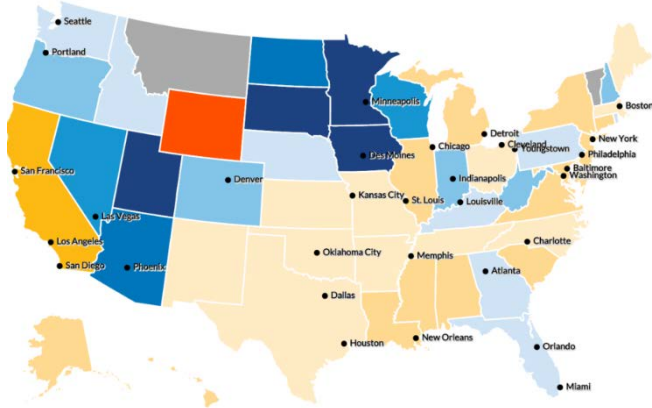 Seattle
Portland
Minneapolis
Boston
Detroit
Cleveland
Chicago
Youngstown
New York
Des Moines
Philadelphia
San Francisco
Denver
Indianapolis
Baltimore
Washington
Kansas City
St. Louis
Louisville
Las Vegas
Los Angeles
Charlotte
Oklahoma City
Memphis
San Diego
Phoenix
Atlanta
Dallas
New Orleans
Houston
Orlando
Miami